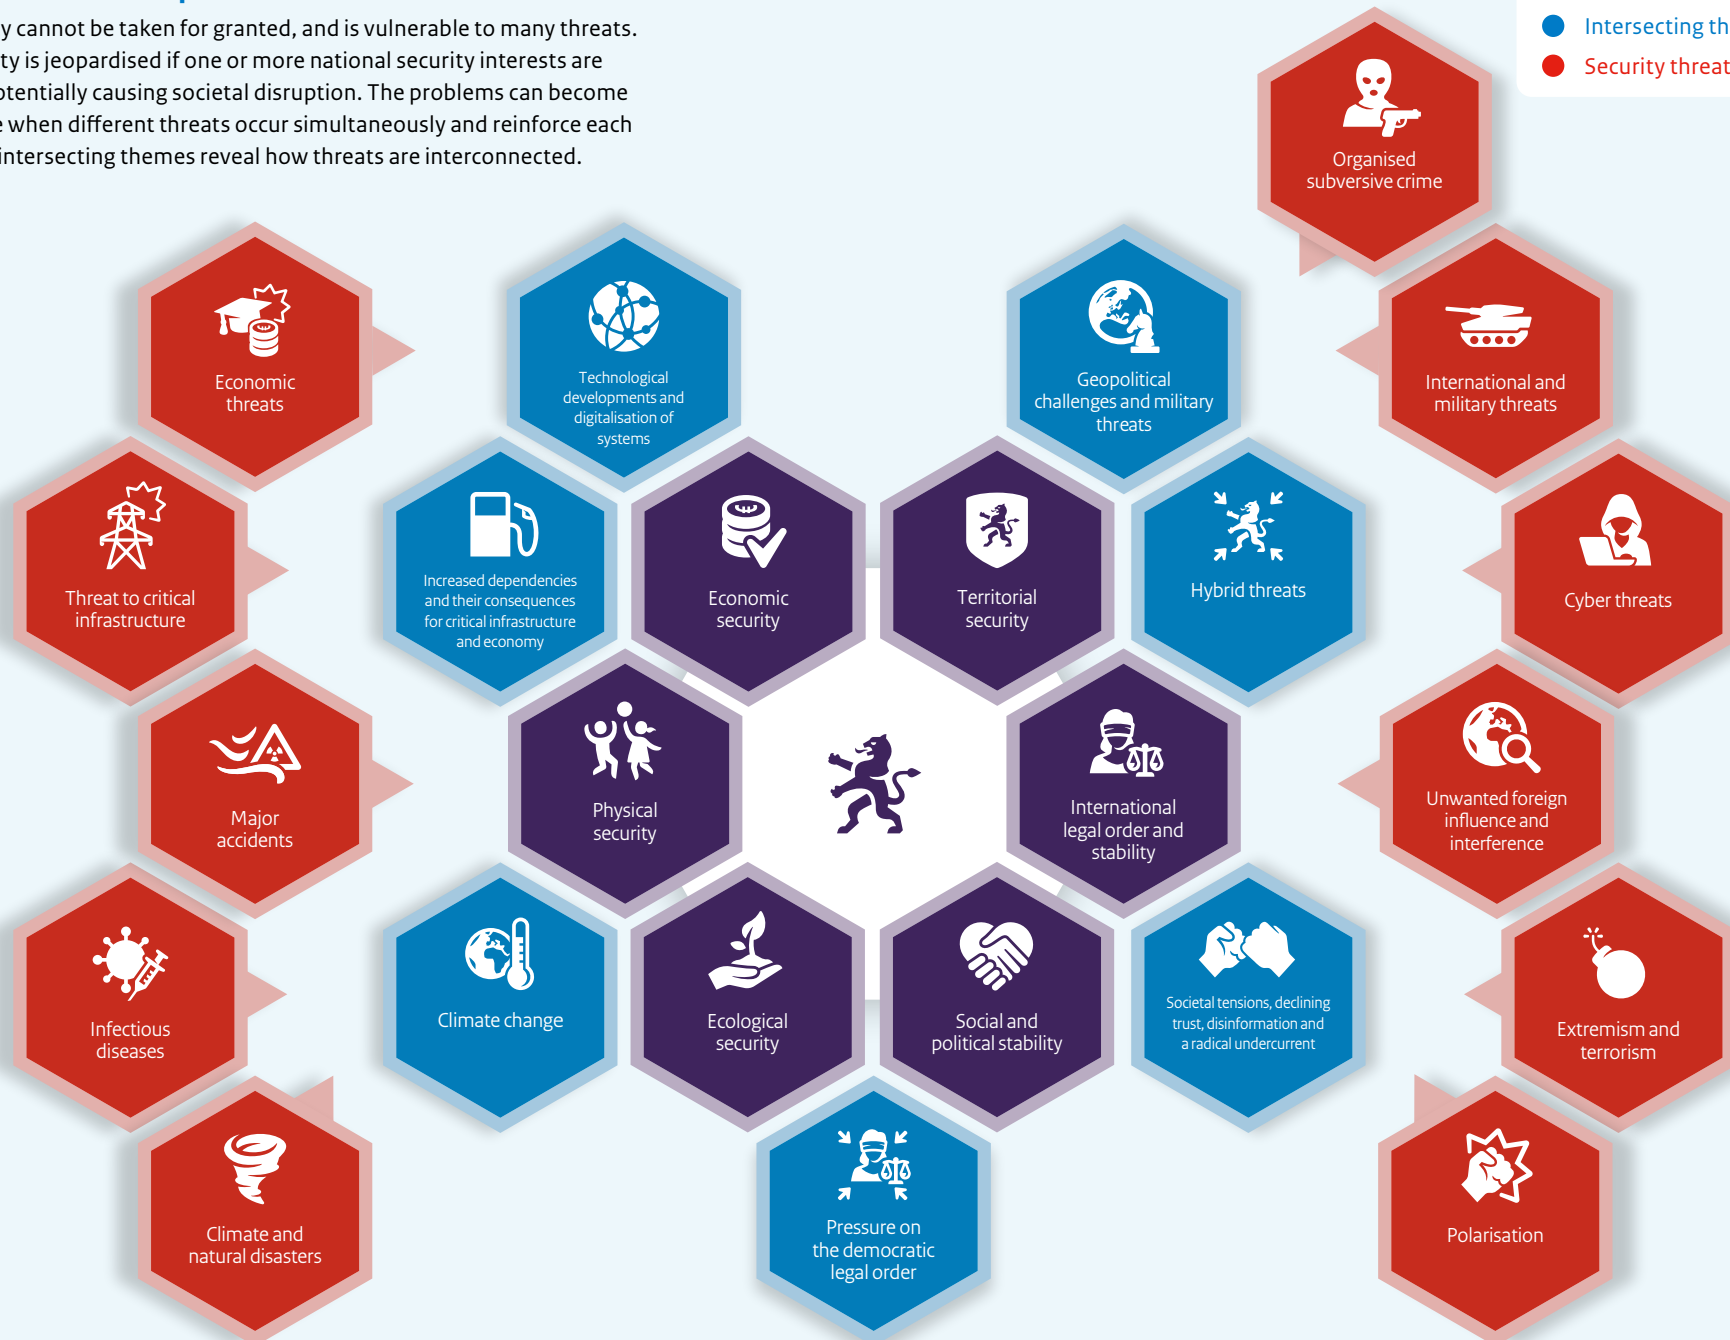 y cannot be taken for granted, and is vulnerable to many threats.
ty is jeopardised if one or more national security interests are
otentially causing societal disruption. The problems can become
e when different threats occur simultaneously and reinforce each
intersecting themes reveal how threats are interconnected.
Intersecting th
Security threat
Organised
subversive crime
Economic
threats
Technological
developments and
digitalisation of
systems
Geopolitical
challenges and military
threats
International and
military threats
Threat to critical
infrastructure
Increased dependencies
and their consequences
for critical infrastructure
and economy
Economic
security
Territorial
security
Hybrid threats
Cyber threats
Major
accidents
Physical
security
International
legal order and
stability
Unwanted foreign
influence and
interference
Infectious
diseases
Climate change
Ecological
security
Social and
political stability
Societal tensions, declining
trust, disinformation and
a radical undercurrent
Extremism and
terrorism
Climate and
natural disasters
Pressure on
the democratic
legal order
Polarisation